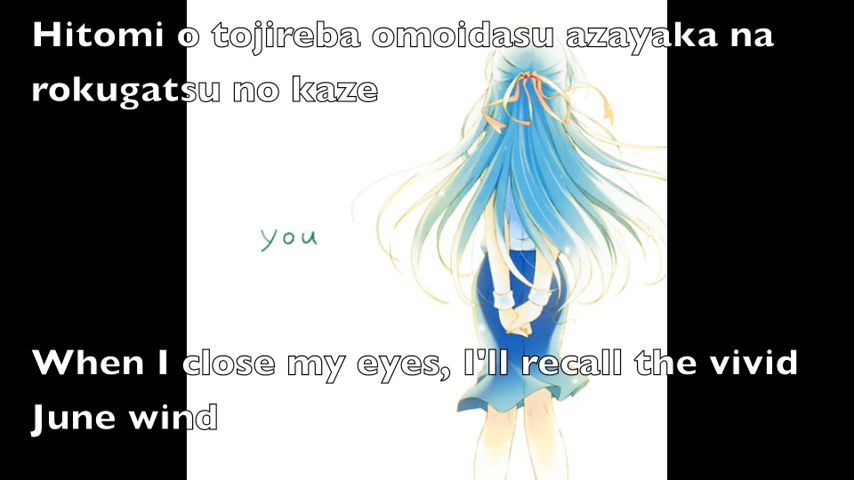 Hitomi o tojireba omoidasu azayaka na
rokugatsu no kaze
you
When I close my eyes, I'll recall the vivid
June wind